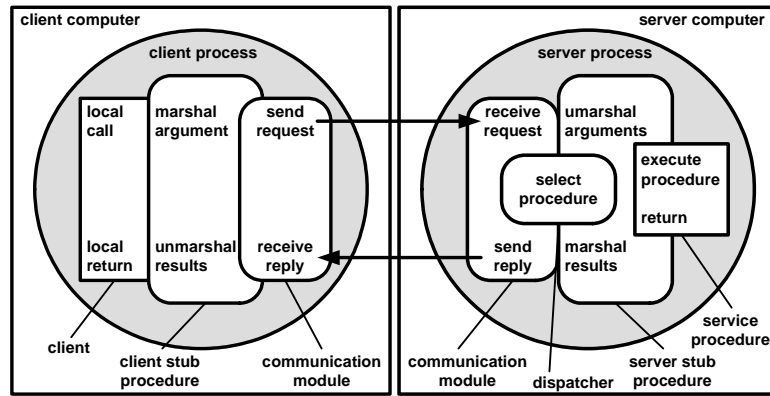 client computer
client process
local
call
marshal
argument
send
request
local
return
unmarshal
results
receive
reply
client
client stub
procedure
communication
module
server computer
server process
receive
request
umarshal
arguments
select
procedure
execute
procedure
return
send
reply
marshal
results
communication
module
dispatcher
server stub
procedure
service
procedure